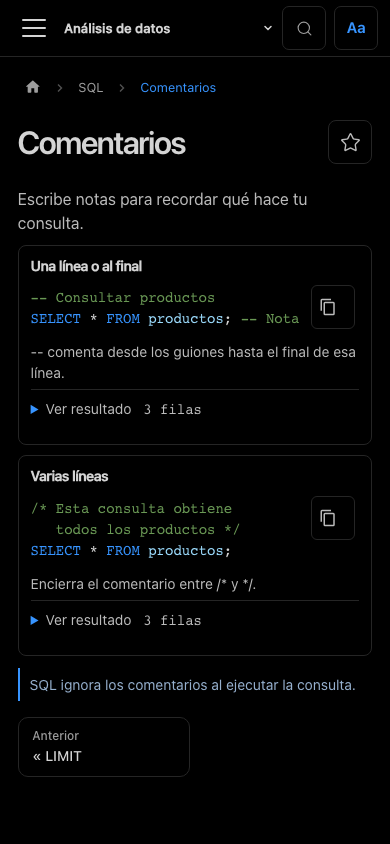 Análisis de datos
Aa
SQL
Comentarios
Comentarios
Escribe notas para recordar qué hace tu
consulta.
Una línea o al final
-- Consultar productos
SELECT * FROM productos; -- Nota
-- comenta desde los guiones hasta el final de esa
línea.
Ver resultado 3 filas
Varias líneas
/* Esta consulta obtiene
todos los productos */
SELECT * FROM productos;
Encierra el comentario entre /* y */.
Ver resultado 3 filas
SQL ignora los comentarios al ejecutar la consulta.
Anterior
« LIMIT